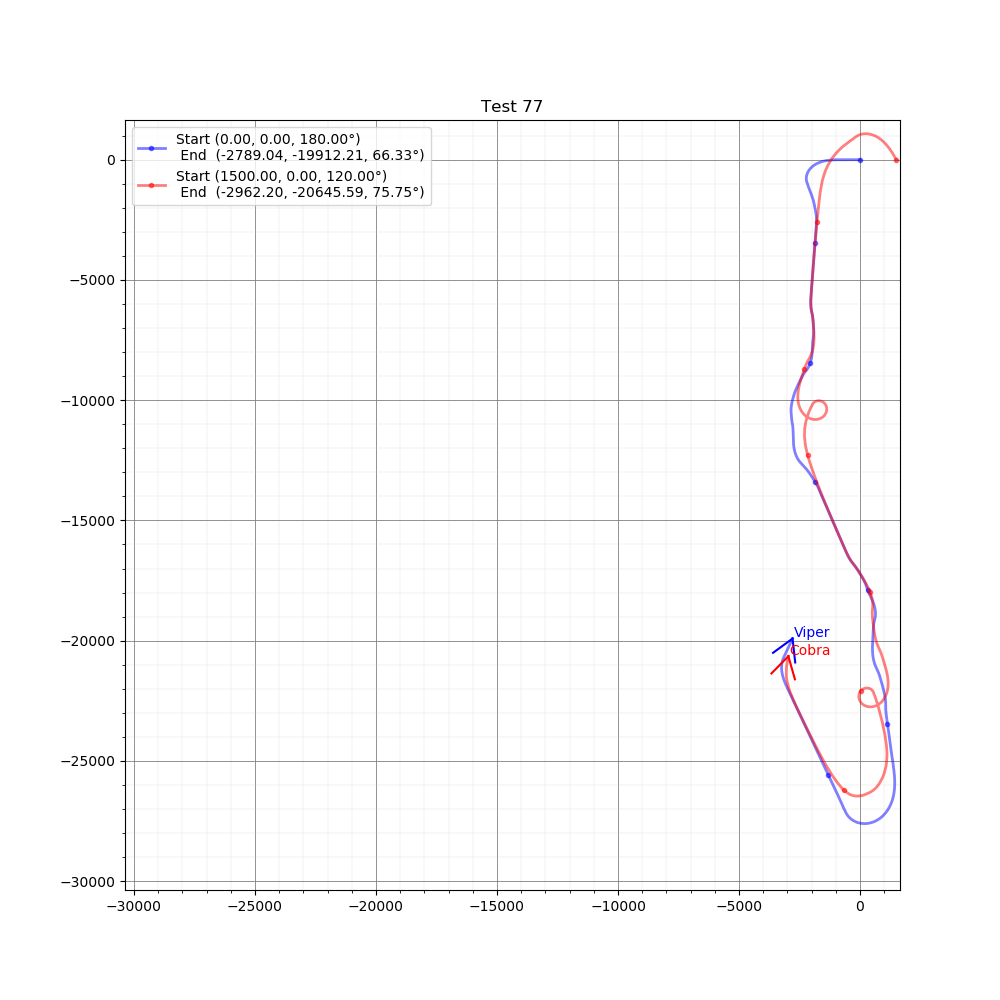 Test 77
Start (0.00, 0.00, 180.00°)
End (-2789.04, -19912.21, 66.33°)
Start (1500.00, 0.00, 120.00°)
End (-2962.20, -20645.59, 75.75°)
0
−5000
−10000
−15000
−20000
−25000
−30000
Viper
Cobra
−30000 −25000 −20000 −15000 −10000 −5000 0